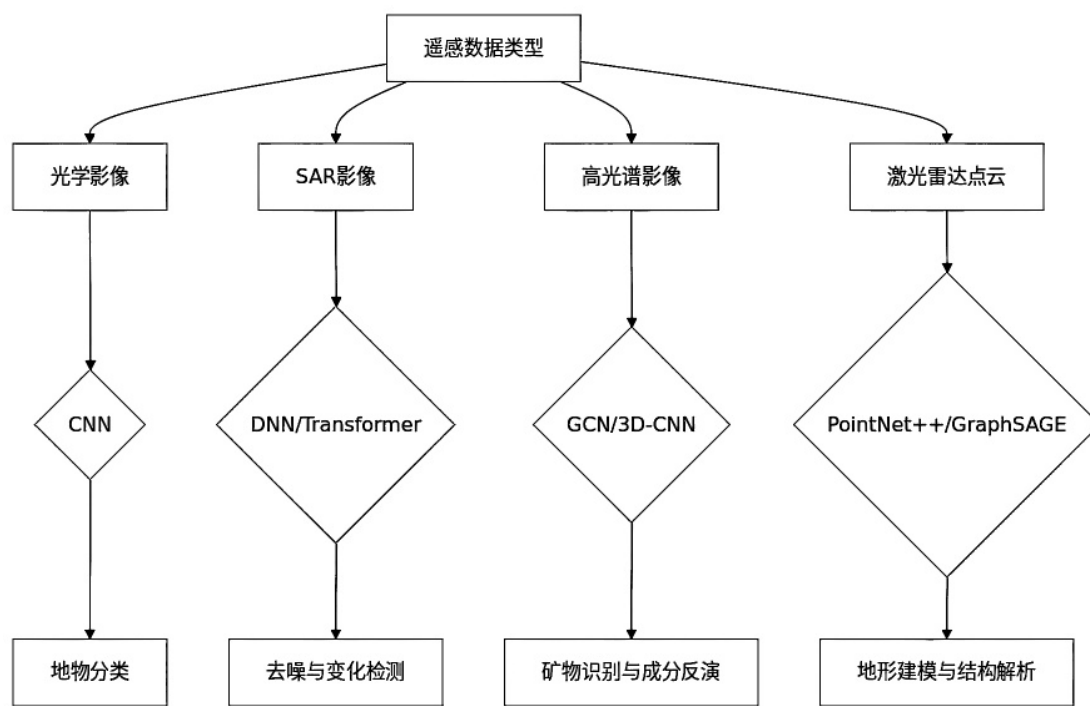 遥感数据类型
光学影像
SAR影像
高光谱影像
激光雷达点云
CNN
DNN/Transformer
GCN/3D-CNN
PointNet++/GraphSAGE
地物分类
去噪与变化检测
矿物识别与成分反演
地形建模与结构解析